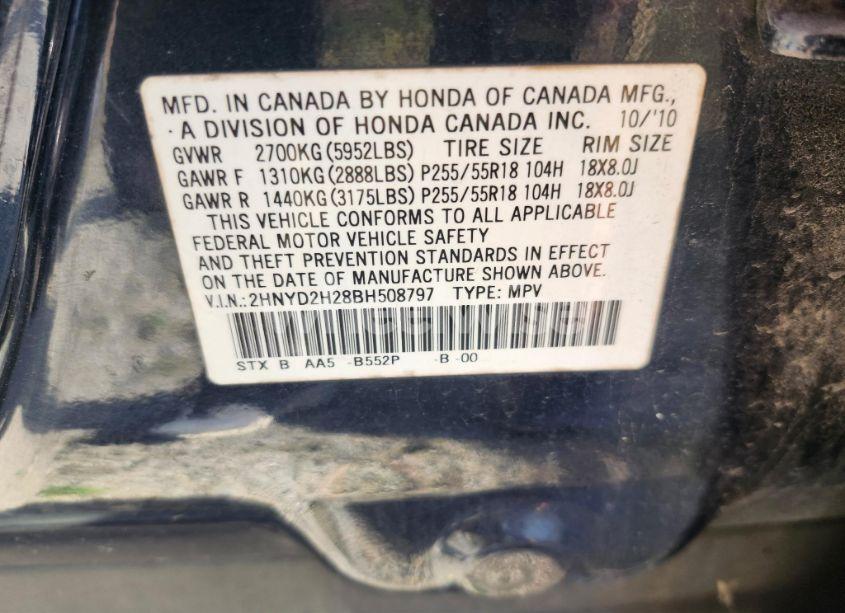 MFD. IN CANADA BY HONDA OF CANADA MFG.,
A DIVISION OF HONDA CANADA INC. 10/'10
GVWR 2700KG (5952LBS) TIRE SIZE RIM SIZE
GAWR F 1310KG (2888LBS) P255/55R18 104H 18X8.0J
GAWR R 1440KG (3175LBS) P255/55R18 104H 18X8.0J
THIS VEHICLE CONFORMS TO ALL APPLICABLE
FEDERAL MOTOR VEHICLE SAFETY
AND THEFT PREVENTION STANDARDS IN EFFECT
ON THE DATE OF MANUFACTURE SHOWN ABOVE.
V.I.N.: 2HNYD2H28BH508797 TYPE: MPV
STX B AA5 -B552P -B -00